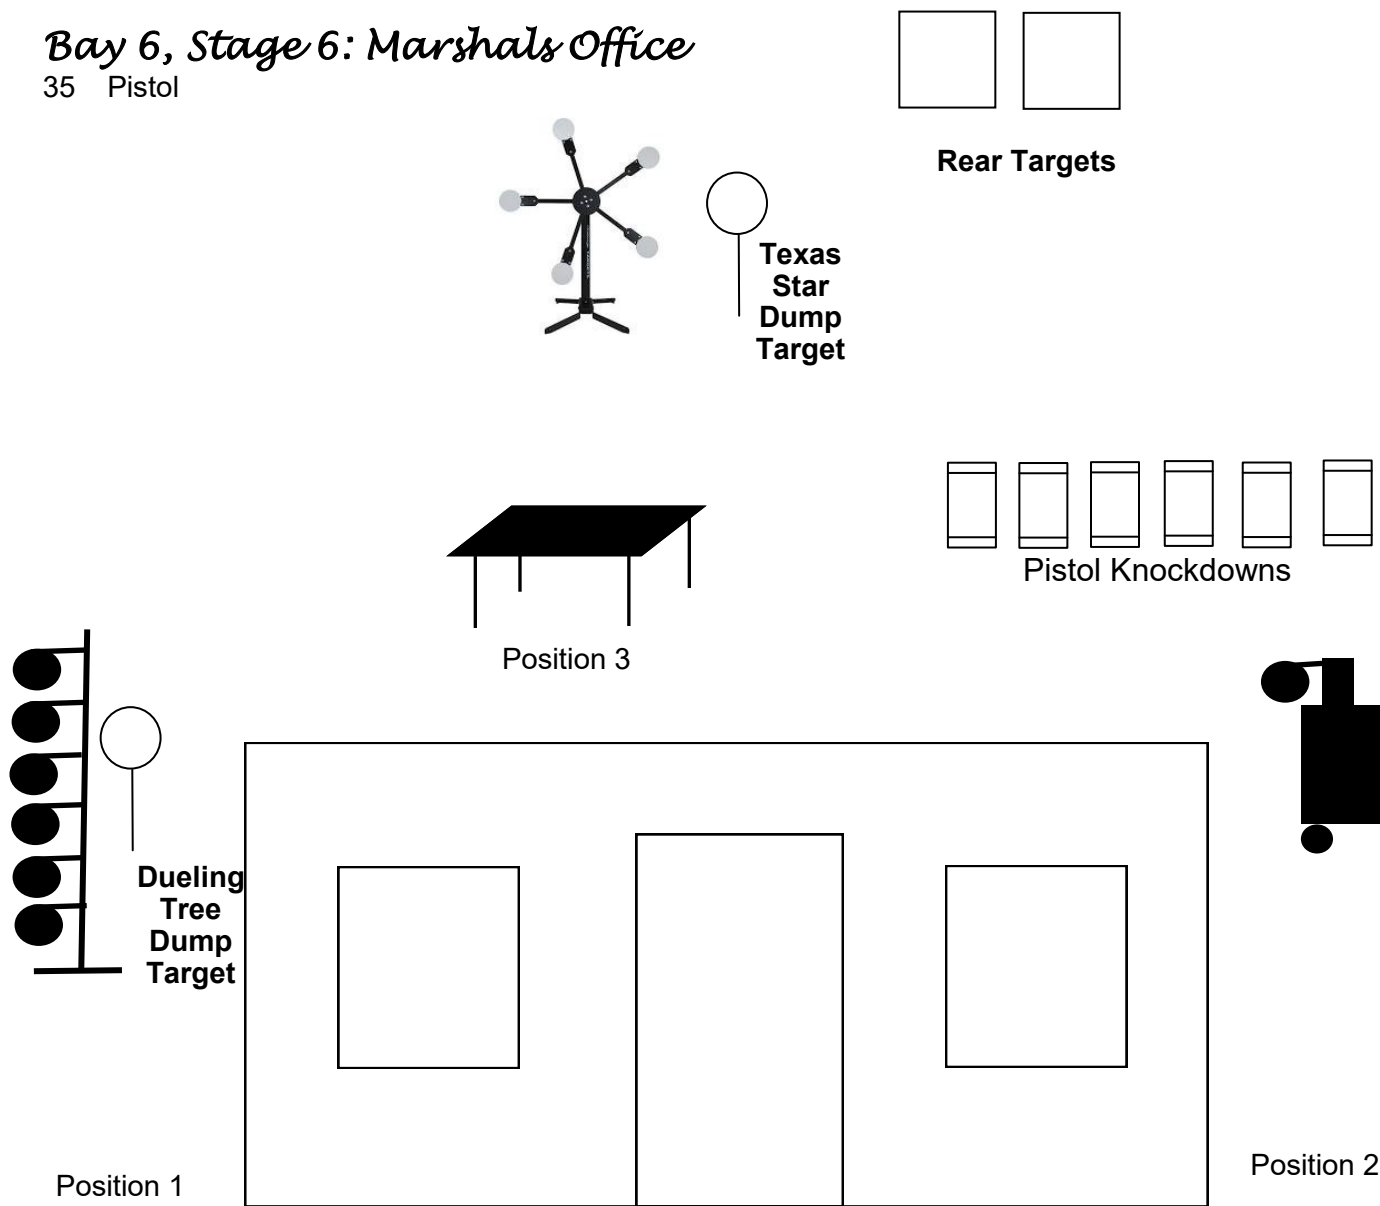 Bay 6, Stage 6: Marshals Office
35 Pistol
Rear Targets
Texas
Star
Dump
Target
Pistol Knockdowns
Position 3
Dueling
Tree
Dump
Target
Position 2
Position 1